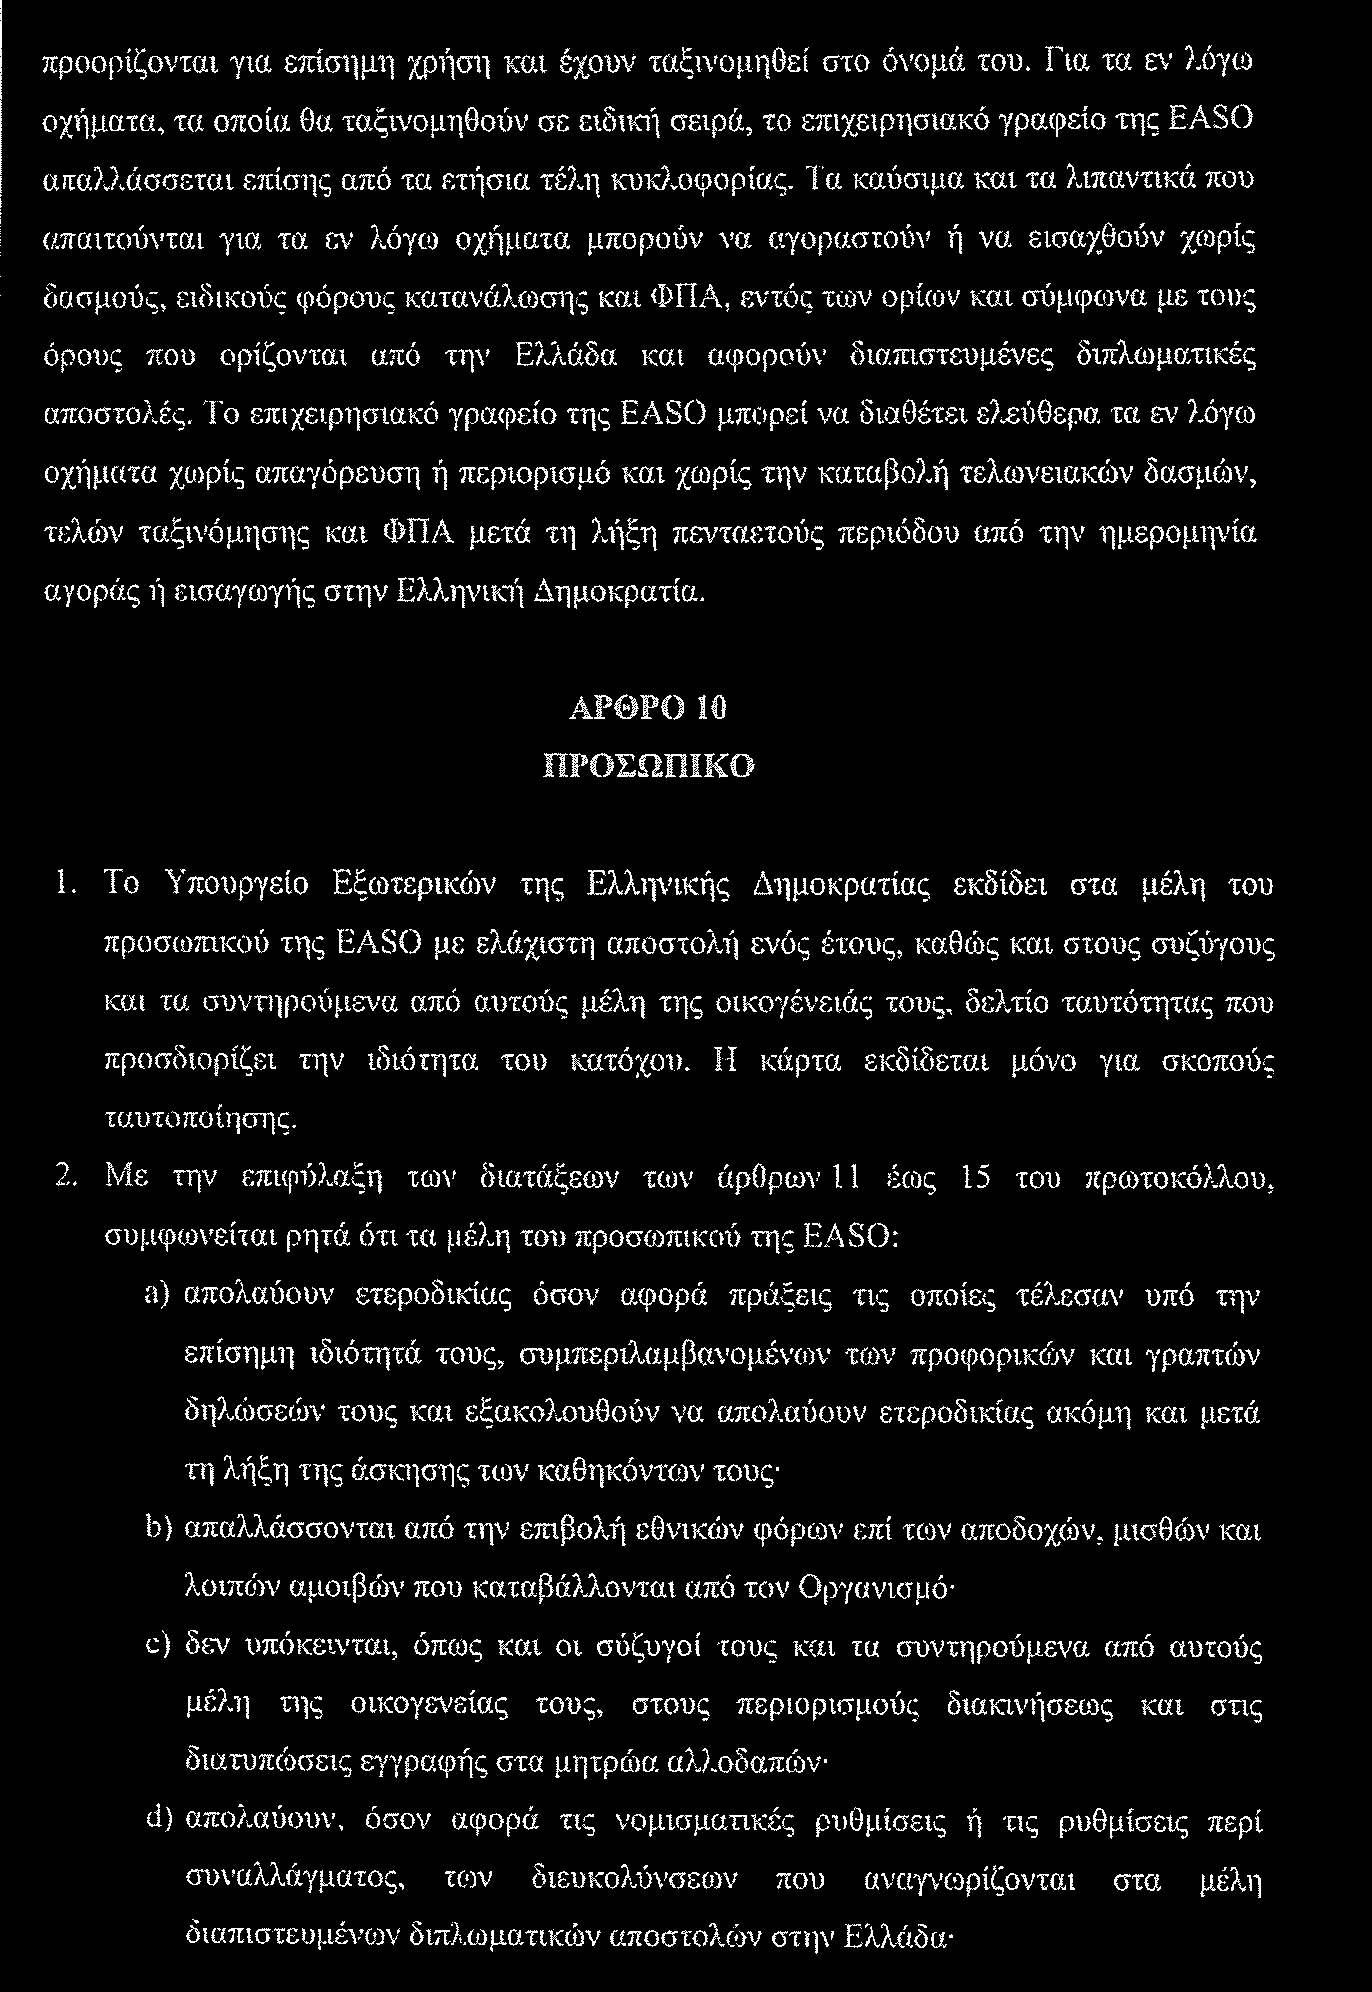 προορίζονται για επίσημη χρήση και έχουν ταξινομηθεί στο όνομά του. Για τα εν λόγω
οχήματα, τα οποία θα ταξινομηθούν σε ειδική σειρά, το επιχειρησιακό γραφείο της EASO
απαλλάσσεται επίσης από τα ετήσια τέλη κυκλοφορίας. Τα καύσιμα και τα λιπαντικά που
απαιτούνται για τα εν λόγω οχήματα μπορούν να αγοραστούν ή να εισαχθούν χωρίς
δασμούς, ειδικούς φόρους κατανάλωσης και ΦΠΑ, εντός των ορίων και σύμφωνα με τους
όρους που ορίζονται από την Ελλάδα και αφορούν διαπιστευμένες διπλωματικές
αποστολές. Το επιχειρησιακό γραφείο της EASO μπορεί να διαθέτει ελεύθερα τα εν λόγω
οχήματα χωρίς απαγόρευση ή περιορισμό και χωρίς την καταβολή τελωνειακών δασμών,
τελών ταξινόμησης και ΦΠΑ μετά τη λήξη πενταετούς περιόδου από την ημερομηνία
αγοράς ή εισαγωγής στην Ελληνική Δημοκρατία.
ΑΡΘΡΟ 10
ΠΡΟΣΩΠΙΚΟ
1. Το Υπουργείο Εξωτερικών της Ελληνικής Δημοκρατίας εκδίδει στα μέλη του
προσωπικού της EASO με ελάχιστη αποστολή ενός έτους, καθώς και στους συζύγους
και τα συντηρούμενα από αυτούς μέλη της οικογένειάς τους, δελτίο ταυτότητας που
προσδιορίζει την ιδιότητα του κατόχου. Η κάρτα εκδίδεται μόνο για σκοπούς
ταυτοποίησης.
2. Με την επιφύλαξη των διατάξεων των άρθρων 11 έως 15 του πρωτοκόλλου,
συμφωνείται ρητά ότι τα μέλη του προσωπικού της EASO:
a) απολαύουν ετεροδικίας όσον αφορά πράξεις τις οποίες τέλεσαν υπό την
επίσημη ιδιότητά τους, συμπεριλαμβανομένων των προφορικών και γραπτών
δηλώσεών τους και εξακολουθούν να απολαύουν ετεροδικίας ακόμη και μετά
τη λήξη της άσκησης των καθηκόντων τους·
b) απαλλάσσονται από την επιβολή εθνικών φόρων επί των αποδοχών, μισθών και
λοιπών αμοιβών που καταβάλλονται από τον Οργανισμό·
c) δεν υπόκεινται, όπως και οι σύζυγοί τους και τα συντηρούμενα από αυτούς
μέλη της οικογενείας τους, στους περιορισμούς διακινήσεως και στις
διατυπώσεις εγγραφής στα μητρώα αλλοδαπών·
d) απολαύουν, όσον αφορά τις νομισματικές ρυθμίσεις ή τις ρυθμίσεις περί
συναλλάγματος, των διευκολύνσεων που αναγνωρίζονται στα μέλη
διαπιστευμένων διπλωματικών αποστολών στην Ελλάδα·